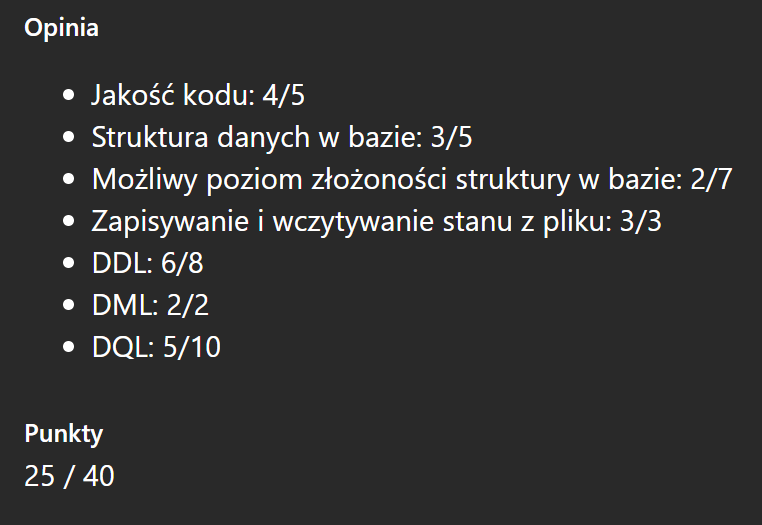 Opinia
• Jakość kodu: 4/5
• Struktura danych w bazie: 3/5
• Możliwy poziom złożoności struktury w bazie: 2/7
• Zapisywanie i wczytywanie stanu z pliku: 3/3
• DDL: 6/8
• DML: 2/2
• DQL: 5/10
Punkty
25 / 40